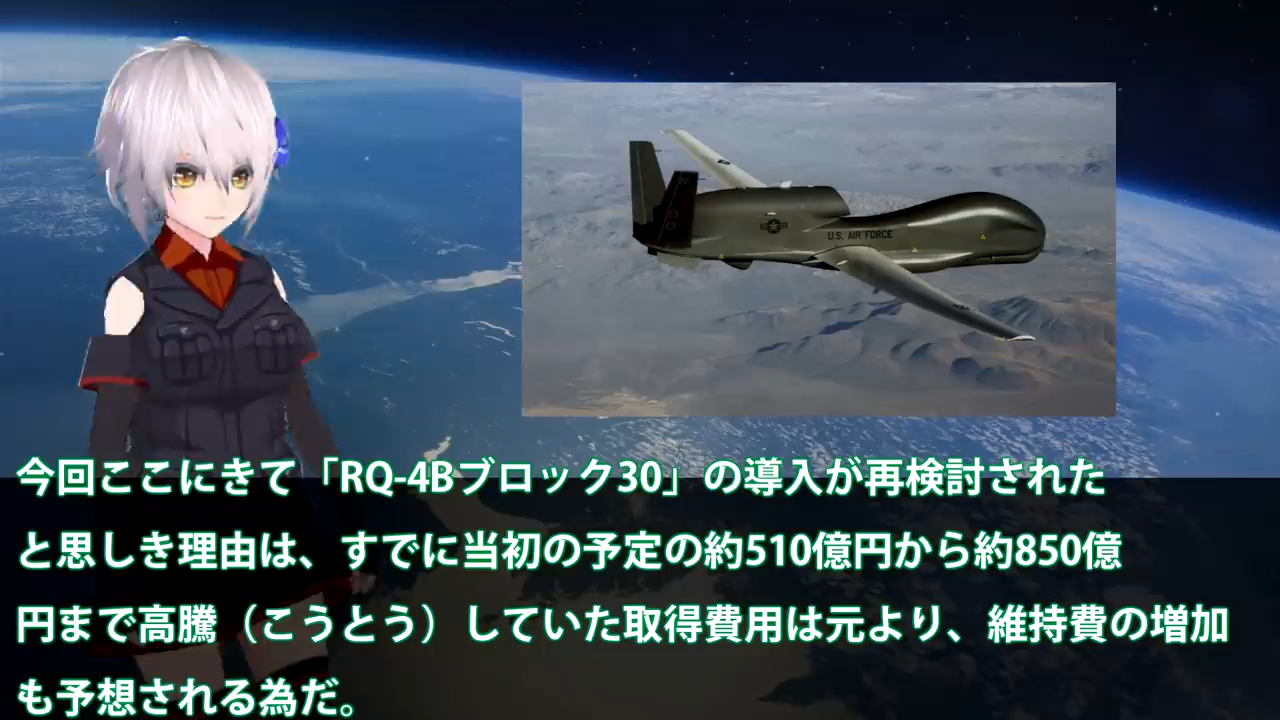 U.S. AIR FORCE
今回ここにきて「RQ-4Bブロック30」の導入が再検討された
と思しき理由は、すでに当初の予定の約510億円から約850億
円まで高騰（こうとう）していた取得費用は元より、維持費の増加
も予想される為だ。